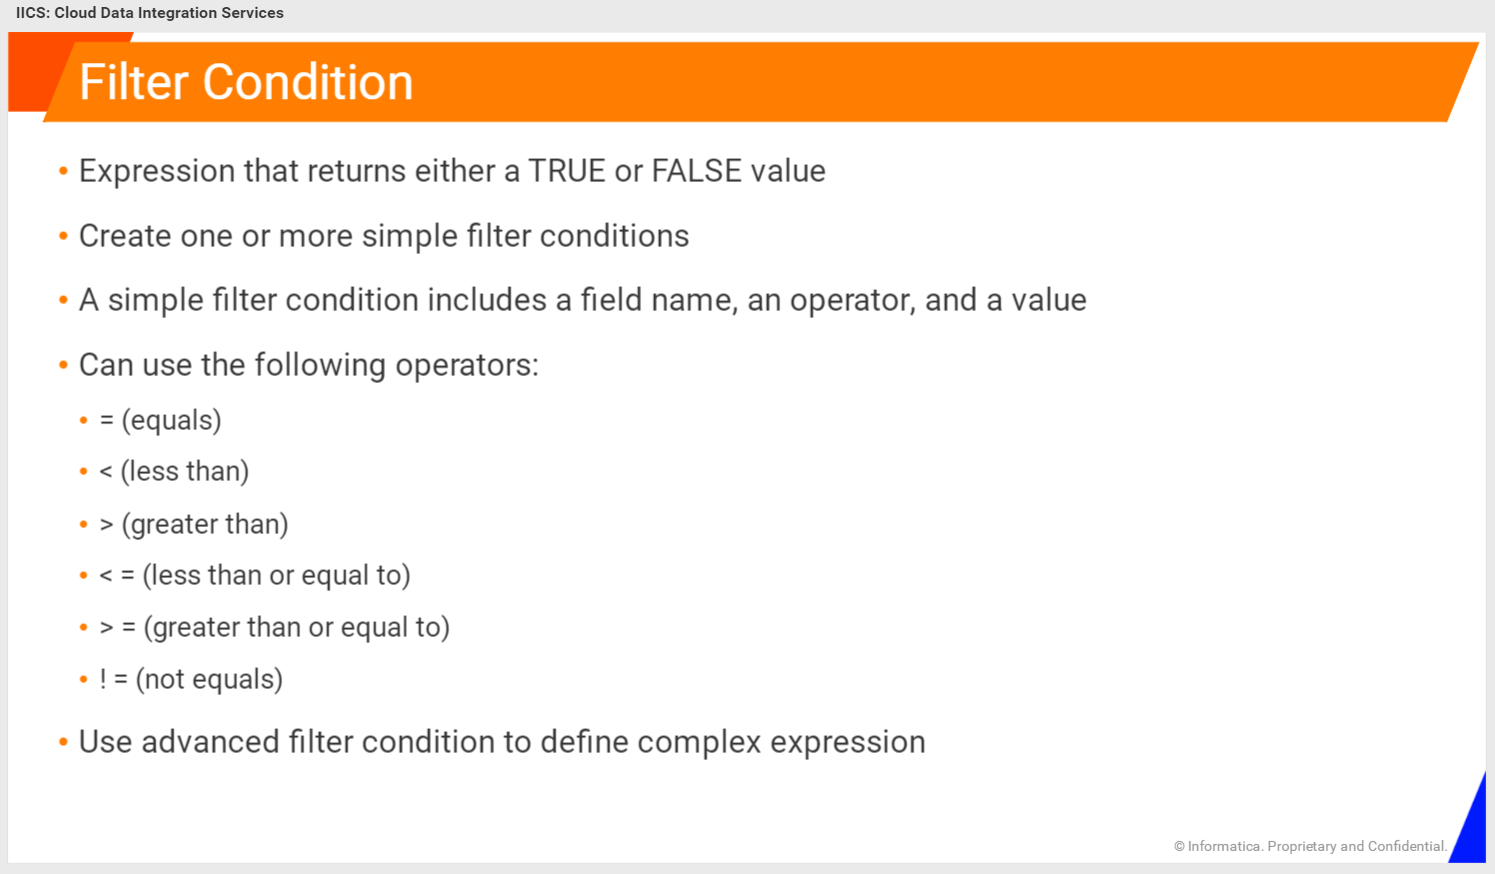 IICS: Cloud Data Integration Services
Filter Condition
• Expression that returns either a TRUE or FALSE value
• Create one or more simple filter conditions
• A simple filter condition includes a field name, an operator, and a value
• Can use the following operators:
• = (equals)
• < (less than)
• > (greater than)
• < = (less than or equal to)
• > = (greater than or equal to)
• ! = (not equals)
• Use advanced filter condition to define complex expression
© Informatica. Proprietary and Confidential.